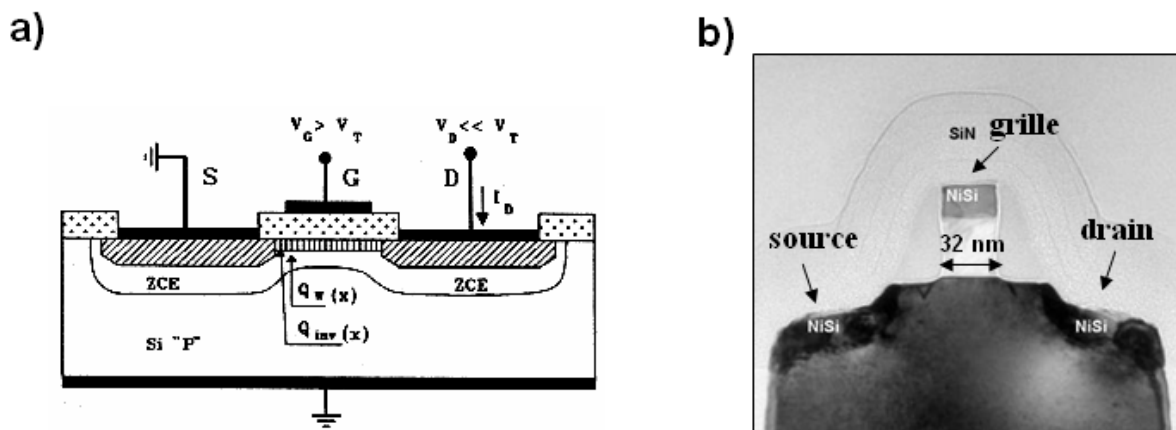 a)
V_G > V_T
V_D << V_T
S
G
D
I_D
ZCE
ZCE
Q_W(x)
Q_inv(x)
Si "P"
b)
SiN
grille
NiSi
source
32 nm
drain
NiSi
NiSi